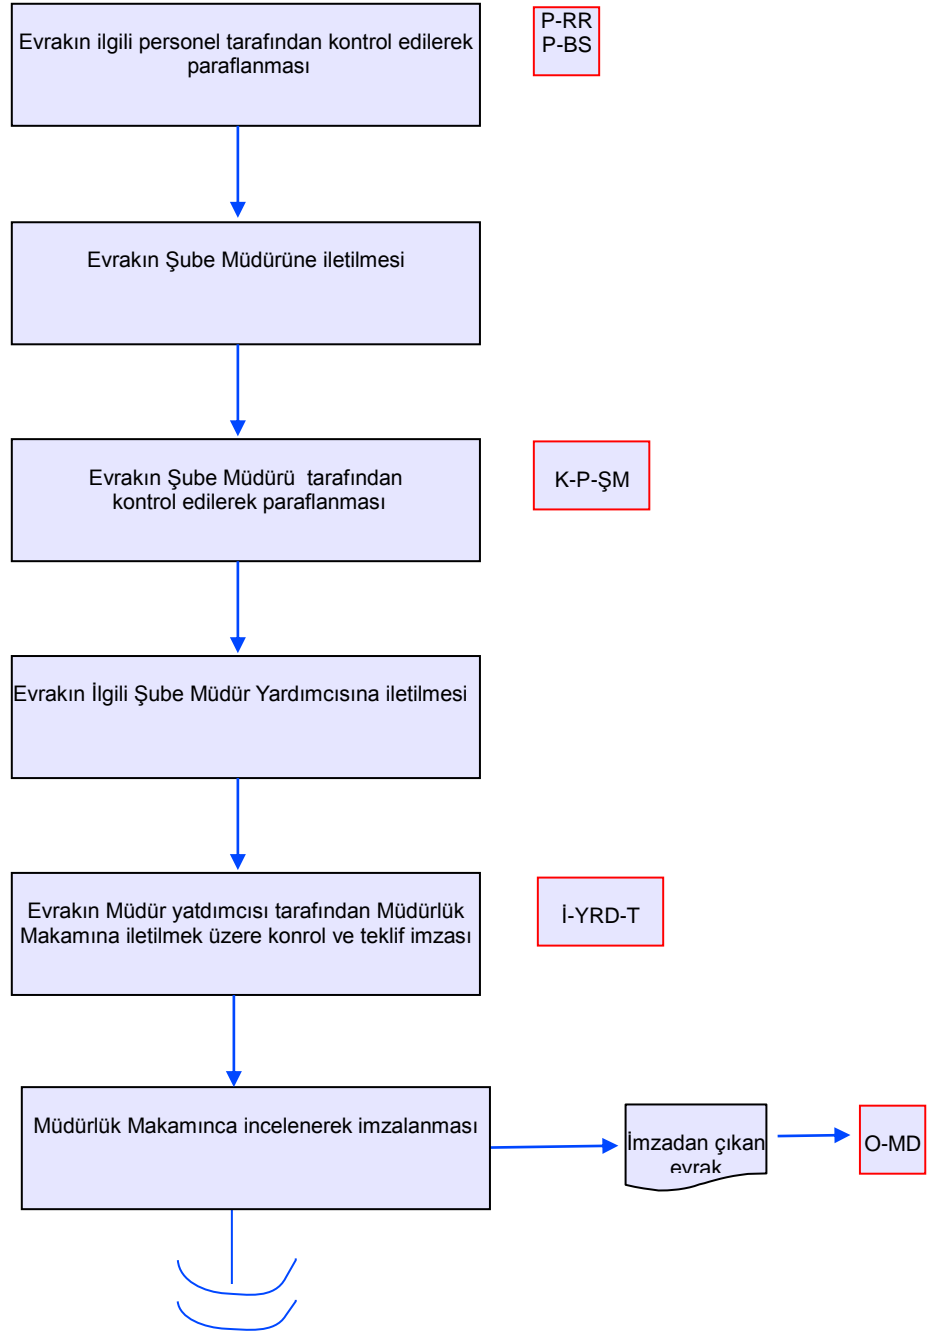 Evrakın ilgili personel tarafından kontrol edilerek
paraflanması
P-RR
P-BS
Evrakın Şube Müdürüne iletilmesi
Evrakın Şube Müdürü tarafından
kontrol edilerek paraflanması
K-P-ŞM
Evrakın İlgili Şube Müdür Yardımcısına iletilmesi
Evrakın Müdür yatdımcısı tarafından Müdürlük
Makamına iletilmek üzere konrol ve teklif imzası
İ-YRD-T
Müdürlük Makamınca incelenerek imzalanması
İmzadan çıkan
evrak
O-MD